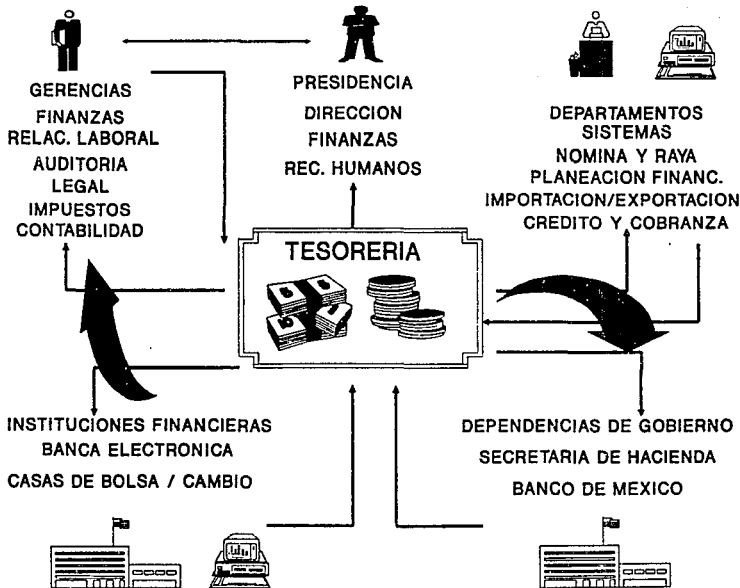 GERENCIAS
FINANZAS
RELAC. LABORAL
AUDITORIA
LEGAL
IMPUESTOS
CONTABILIDAD
PRESIDENCIA
DIRECCION
FINANZAS
REC. HUMANOS
DEPARTAMENTOS
SISTEMAS
NOMINA Y RAYA
PLANEACION FINANC.
IMPORTACION/EXPORTACION
CREDITO Y COBRANZA
TESORERIA
INSTITUCIONES FINANCIERAS
BANCA ELECTRONICA
CASAS DE BOLSA / CAMBIO
DEPENDENCIAS DE GOBIERNO
SECRETARIA DE HACIENDA
BANCO DE MEXICO